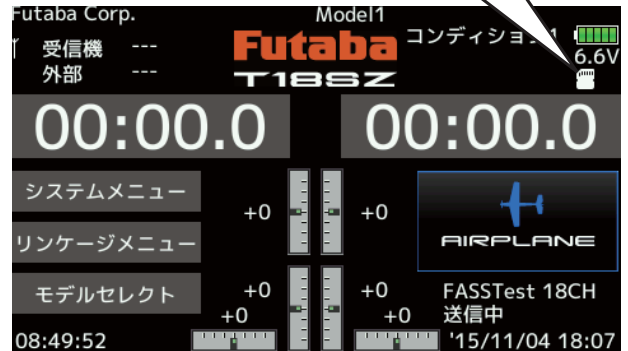 Futaba Corp.
Model1
受信機 ---
外部 ---
Futaba
T18SZ
コンディション1
6.6V
00:00.0
00:00.0
システムメニュー
リンケージメニュー
モデルセレクト
+0
+0
+0
+0
+0
+0
AIRPLANE
FASSTest 18CH
送信中
08:49:52
'15/11/04 18:07